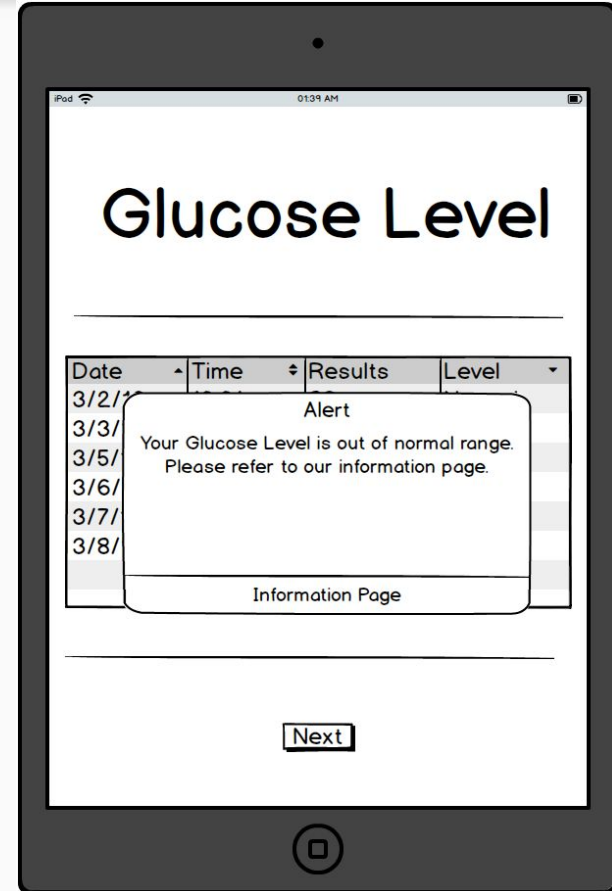 iPad
01:39 AM
Glucose Level
Date Time Results Level
3/2/
3/3/
3/5/
3/6/
3/7/
3/8/
Alert
Your Glucose Level is out of normal range.
Please refer to our information page.
Information Page
Next